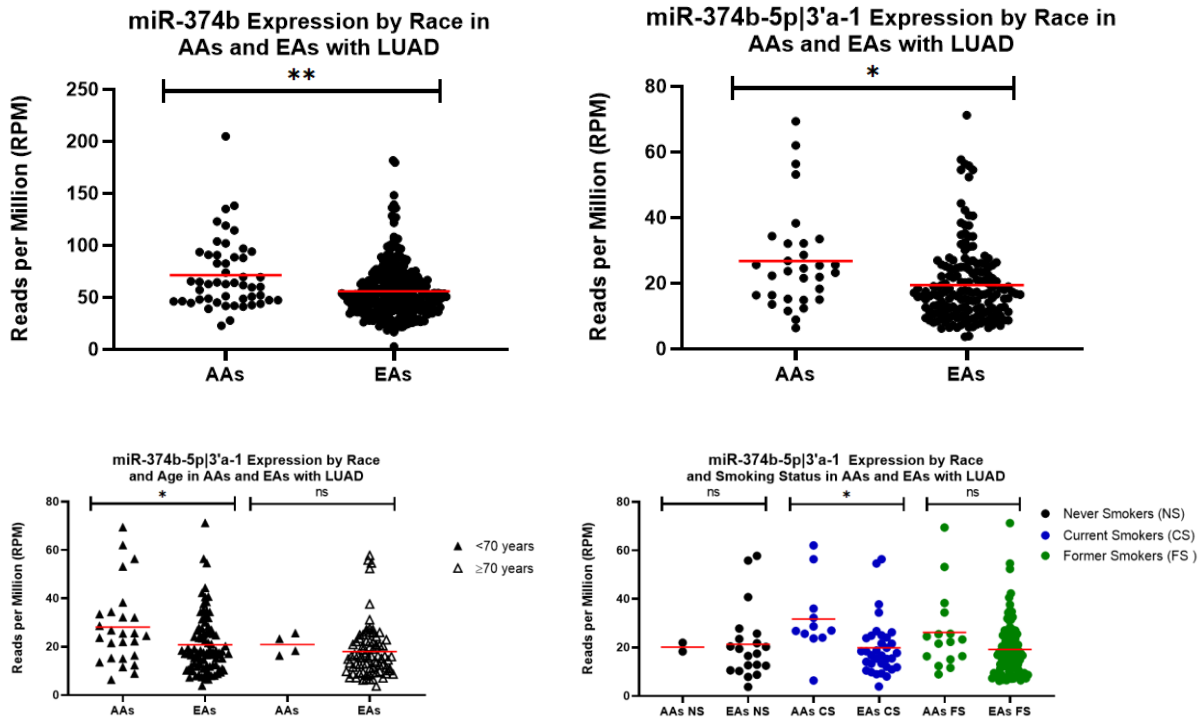 miR-374b Expression by Race in
AAs and EAs with LUAD
**
Reads per Million (RPM)
250
200
150
100
50
0
AAs EAs
miR-374b-5p|3'a-1 Expression by Race in
AAs and EAs with LUAD
*
Reads per Million (RPM)
80
60
40
20
0
AAs EAs
miR-374b-5p|3'a-1 Expression by Race
and Age in AAs and EAs with LUAD
* ns
Reads per Million (RPM)
80
60
40
20
0
AAs EAs AAs EAs
<70 years
≥70 years
miR-374b-5p|3'a-1 Expression by Race
and Smoking Status in AAs and EAs with LUAD
ns * ns
Reads per Million (RPM)
80
60
40
20
0
AAs NS EAs NS AAs CS EAs CS AAs FS EAs FS
Never Smokers (NS)
Current Smokers (CS)
Former Smokers (FS )